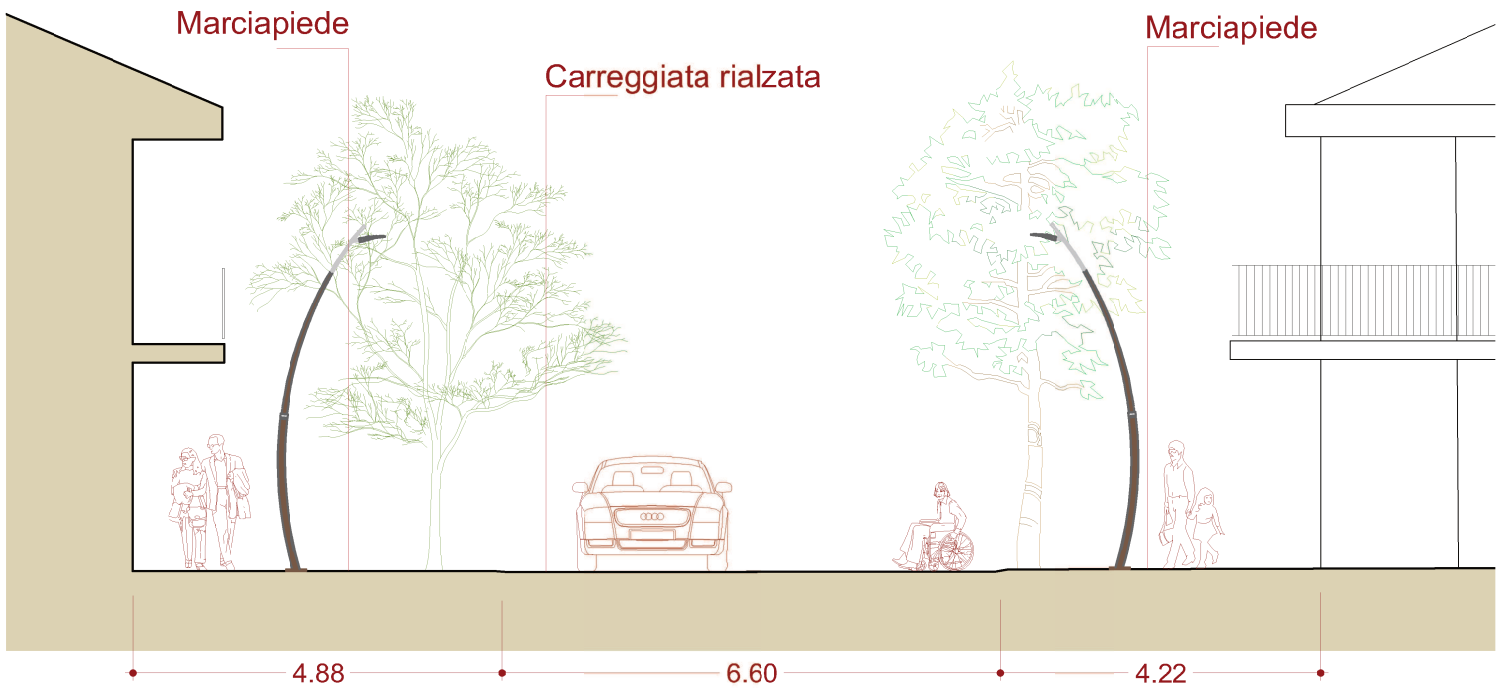 Marciapiede
Marciapiede
Carreggiata rialzata
4.88
6.60
4.22